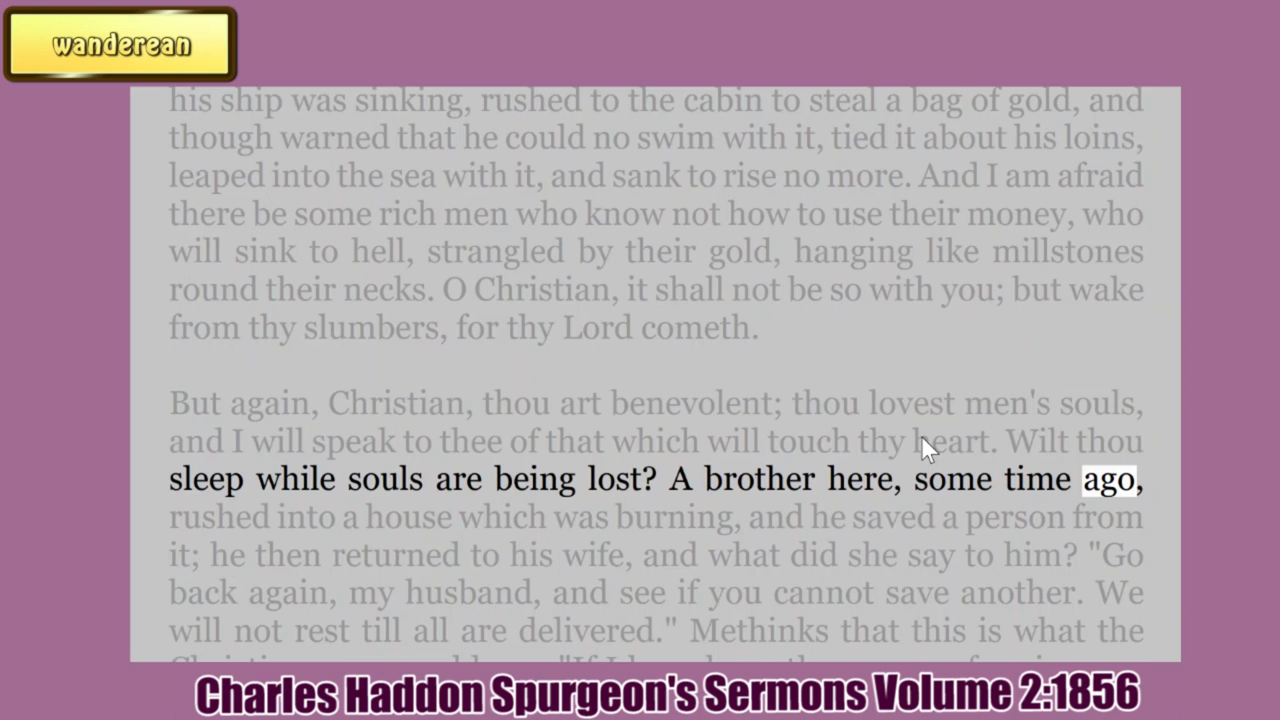 wanderean
his ship was sinking, rushed to the cabin to steal a bag of gold, and
though warned that he could no swim with it, tied it about his loins,
leaped into the sea with it, and sank to rise no more. And I am afraid
there be some rich men who know not how to use their money, who
will sink to hell, strangled by their gold, hanging like millstones
round their necks. O Christian, it shall not be so with you; but wake
from thy slumbers, for thy Lord cometh.
But again, Christian, thou art benevolent; thou lovest men's souls,
and I will speak to thee of that which will touch thy heart. Wilt thou
sleep while souls are being lost? A brother here, some time ago,
rushed into a house which was burning, and he saved a person from
it; he then returned to his wife, and what did she say to him? "Go
back again, my husband, and see if you cannot save another. We
will not rest till all are delivered." Methinks that this is what the
Charles Haddon Spurgeon's Sermons Volume 2:1856